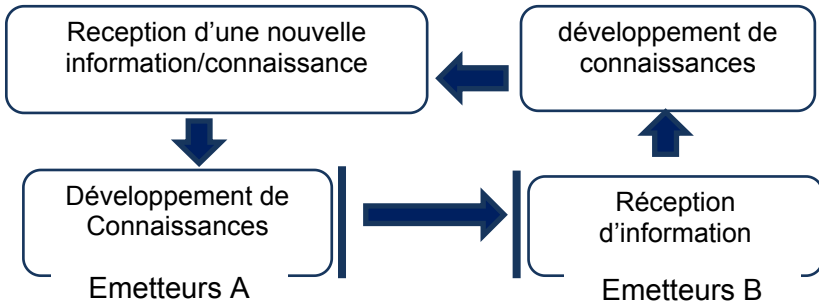 Reception d’une nouvelle
information/connaissance
développement de
connaissances
Développement de
Connaissances
Réception
d’information
Emetteurs A
Emetteurs B